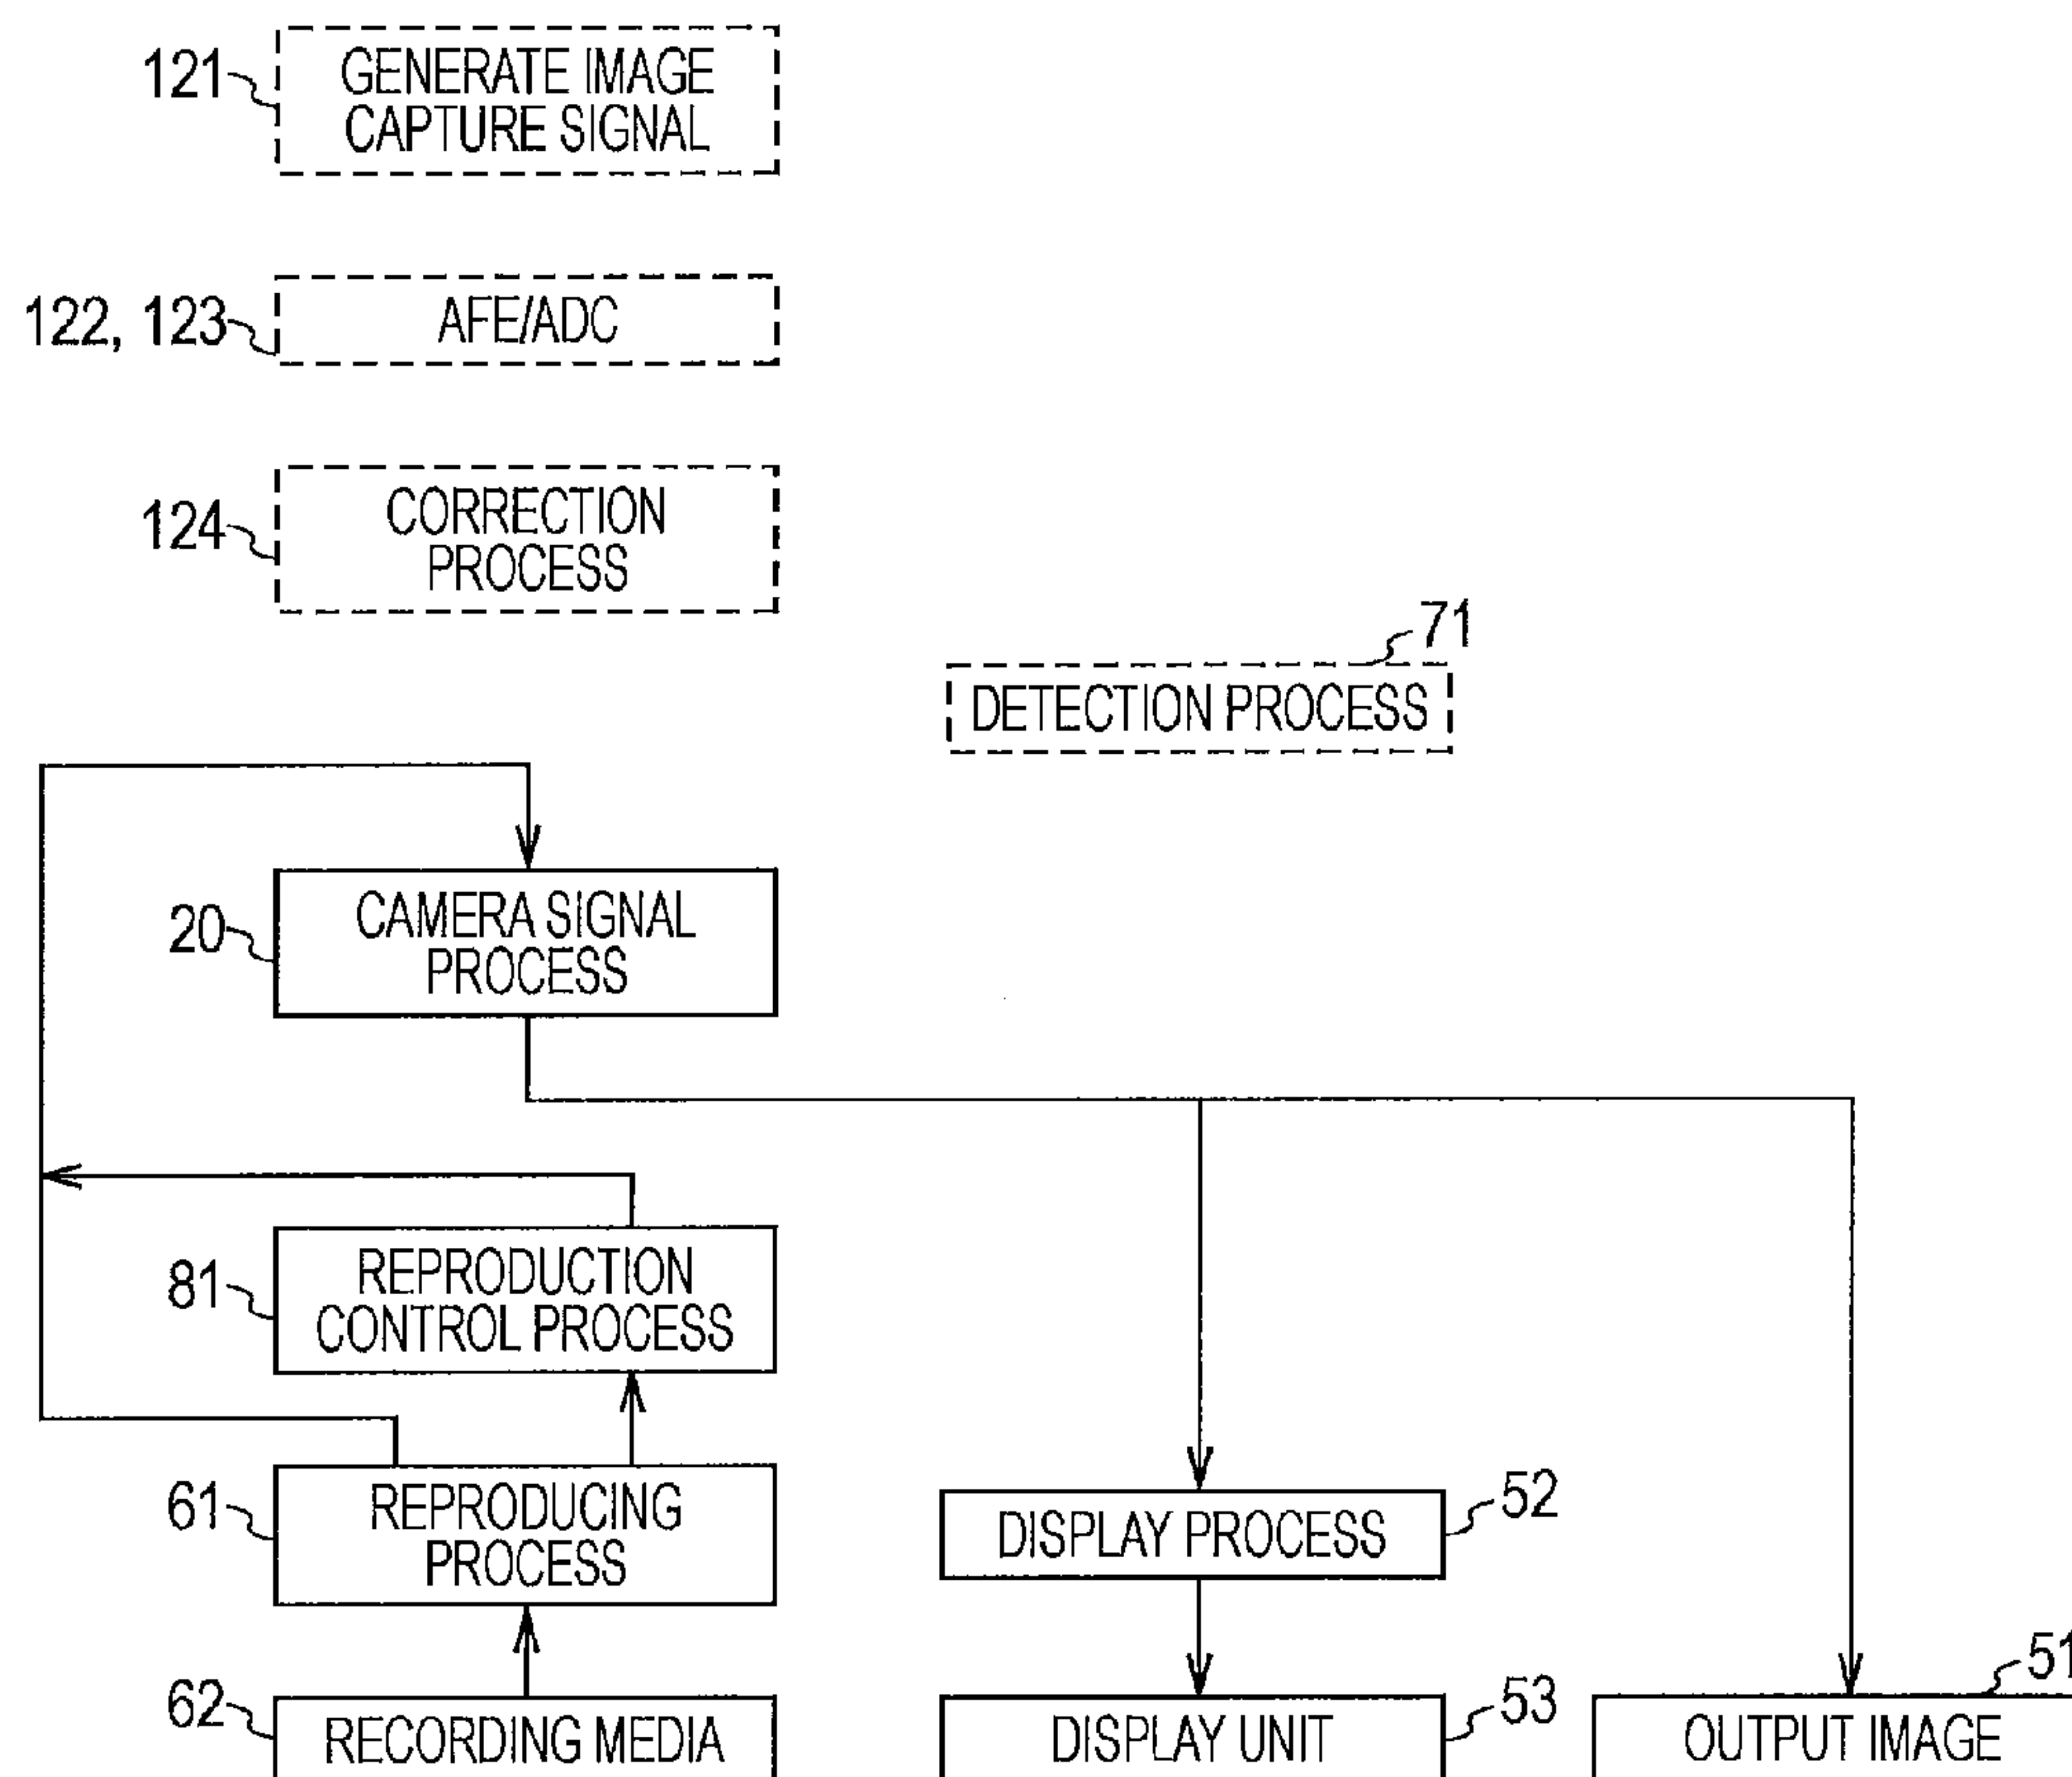 121
GENERATE IMAGE
CAPTURE SIGNAL
122, 123
AFE/ADC
124
CORRECTION
PROCESS
71
DETECTION PROCESS
20
CAMERA SIGNAL
PROCESS
81
REPRODUCTION
CONTROL PROCESS
61
REPRODUCING
PROCESS
52
DISPLAY PROCESS
62
RECORDING MEDIA
53
DISPLAY UNIT
51
OUTPUT IMAGE